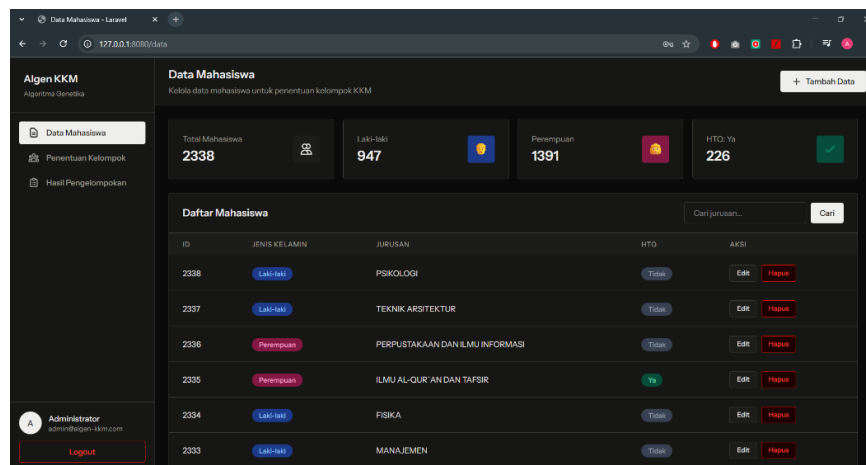 Data Mahasiswa - Laravel
127.0.0.1:8080/data
Algen KKM
Algoritma Genetika
Data Mahasiswa
Penentuan Kelompok
Hasil Pengelompokan
A
Administrator
admin@algen-kkm.com
Logout
Data Mahasiswa
Kelola data mahasiswa untuk penentuan kelompok KKM
+ Tambah Data
Total Mahasiswa
2338
Laki-laki
947
Perempuan
1391
HTQ: Ya
226
Daftar Mahasiswa
Cari jurusan...
Cari
ID JENIS KELAMIN JURUSAN HTQ AKSI
2338 Laki-laki PSIKOLOGI Tidak Edit Hapus
2337 Laki-laki TEKNIK ARSITEKTUR Tidak Edit Hapus
2336 Perempuan PERPUSTAKAAN DAN ILMU INFORMASI Tidak Edit Hapus
2335 Perempuan ILMU AL-QUR`AN DAN TAFSIR Ya Edit Hapus
2334 Laki-laki FISIKA Tidak Edit Hapus
2333 Laki-laki MANAJEMEN Tidak Edit Hapus